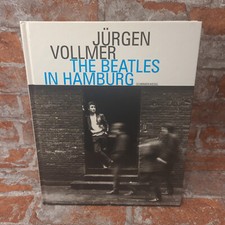 JÜRGEN
VOLLMER
THE BEATLES
IN HAMBURG